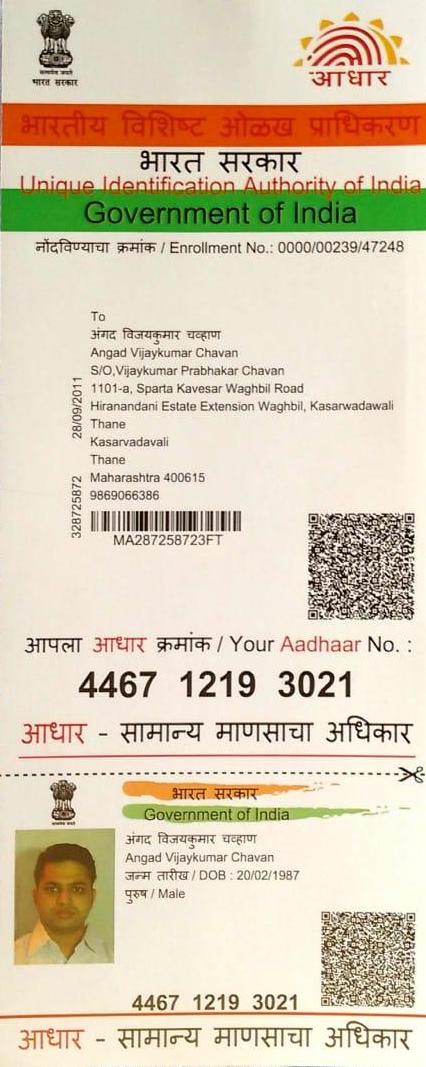 सत्यमेव जयते
भारत सरकार
आधार
भारतीय विशिष्ट ओळख प्राधिकरण
भारत सरकार
Unique Identification Authority of India
Government of India
नोंदविण्याचा क्रमांक / Enrollment No.: 0000/00239/47248
To
अंगद विजयकुमार चव्हाण
Angad Vijaykumar Chavan
S/O,Vijaykumar Prabhakar Chavan
1101-a, Sparta Kavesar Waghbil Road
Hiranandani Estate Extension Waghbil, Kasarwadawali
Thane
Kasarvadavali
Thane
Maharashtra 400615
9869066386
28/09/2011
328725872
MA287258723FT
आपला आधार क्रमांक / Your Aadhaar No. :
4467 1219 3021
आधार - सामान्य माणसाचा अधिकार
भारत सरकार
Government of India
अंगद विजयकुमार चव्हाण
Angad Vijaykumar Chavan
जन्म तारीख / DOB : 20/02/1987
पुरुष / Male
4467 1219 3021
आधार - सामान्य माणसाचा अधिकार